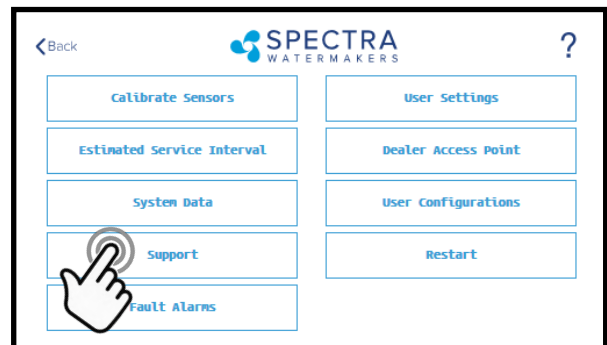 Back
SPECTRA
WATERMAKERS
?
Calibrate Sensors
User Settings
Estimated Service Interval
Dealer Access Point
System Data
User Configurations
Support
Restart
Fault Alarms